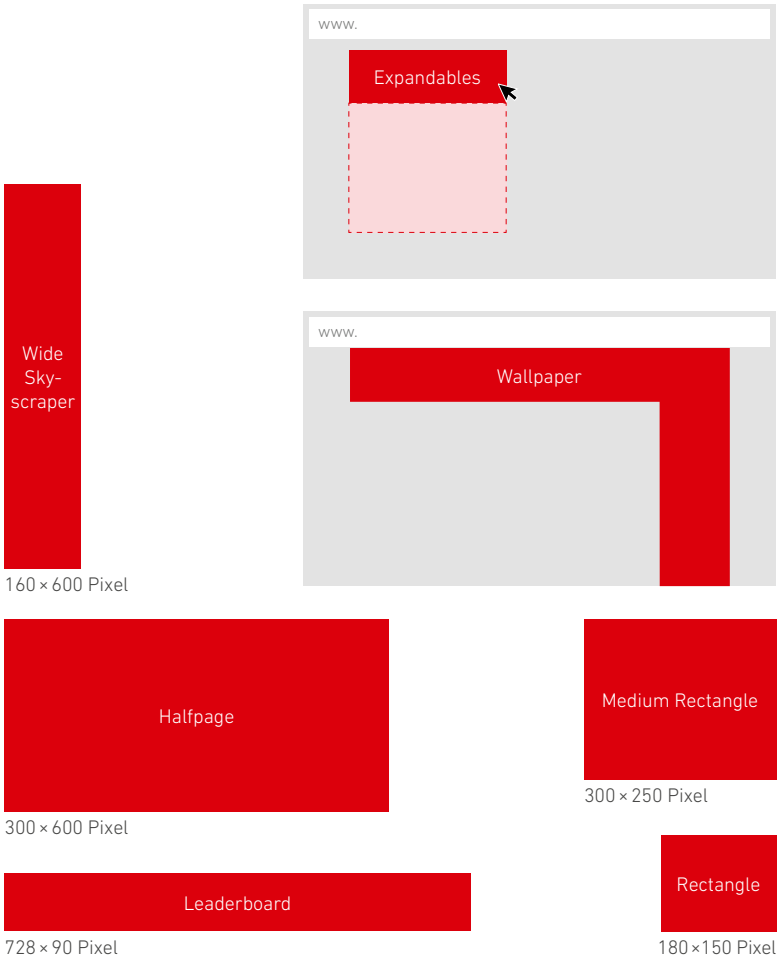 www.
Expandables
www.
Wallpaper
Wide
Sky-
scraper
160 × 600 Pixel
Halfpage
300 × 600 Pixel
Medium Rectangle
300 × 250 Pixel
Leaderboard
728 × 90 Pixel
Rectangle
180 ×150 Pixel